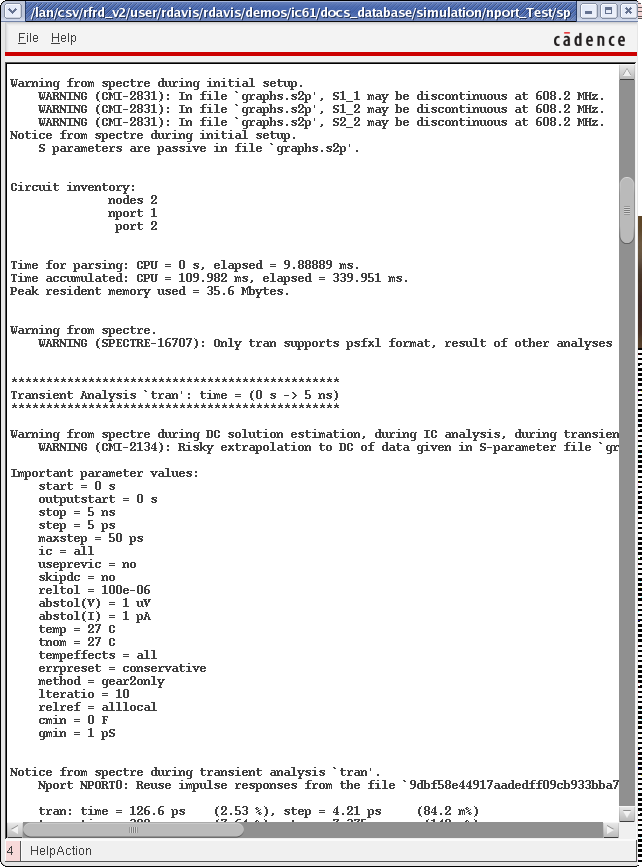 /lan/csv/rfrd_v2/user/rdavis/rdavis/demos/ic61/docs_database/simulation/nport_Test/sp
File Help
cādence
Warning from spectre during initial setup.
WARNING (CMI-2831): In file `graphs.s2p', S1_1 may be discontinuous at 608.2 MHz.
WARNING (CMI-2831): In file `graphs.s2p', S1_2 may be discontinuous at 608.2 MHz.
WARNING (CMI-2831): In file `graphs.s2p', S2_2 may be discontinuous at 608.2 MHz.
Notice from spectre during initial setup.
S parameters are passive in file `graphs.s2p'.
Circuit inventory:
nodes 2
nport 1
port 2
Time for parsing: CPU = 0 s, elapsed = 9.88889 ms.
Time accumulated: CPU = 109.982 ms, elapsed = 339.951 ms.
Peak resident memory used = 35.6 Mbytes.
Warning from spectre.
WARNING (SPECTRE-16707): Only tran supports psfxl format, result of other analyses
***********************************************
Transient Analysis `tran': time = (0 s -> 5 ns)
***********************************************
Warning from spectre during DC solution estimation, during IC analysis, during transien
WARNING (CMI-2134): Risky extrapolation to DC of data given in S-parameter file `gr
Important parameter values:
start = 0 s
outputstart = 0 s
stop = 5 ns
step = 5 ps
maxstep = 50 ps
ic = all
useprevic = no
skipdc = no
reltol = 100e-06
abstol(V) = 1 uV
abstol(I) = 1 pA
temp = 27 C
tnom = 27 C
tempeffects = all
errpreset = conservative
method = gear2only
lteratio = 10
relref = alllocal
cmin = 0 F
gmin = 1 pS
Notice from spectre during transient analysis `tran'.
Nport NPORT0: Reuse impulse responses from the file `9dbf58e44917aadedff09cb933bba7
tran: time = 126.6 ps (2.53 %), step = 4.21 ps (84.2 m%)
4 HelpAction